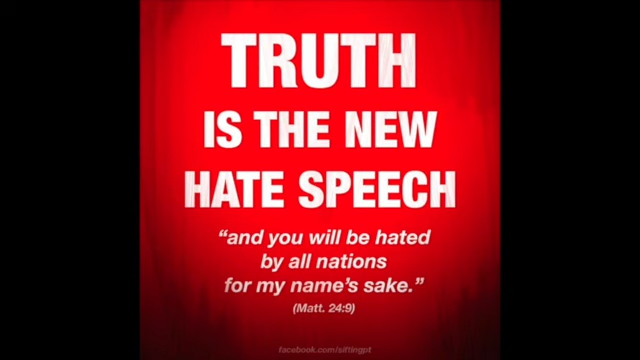 TRUTH
IS THE NEW
HATE SPEECH
“and you will be hated
by all nations
for my name’s sake.”
(Matt. 24:9)
facebook.com/siftingpt